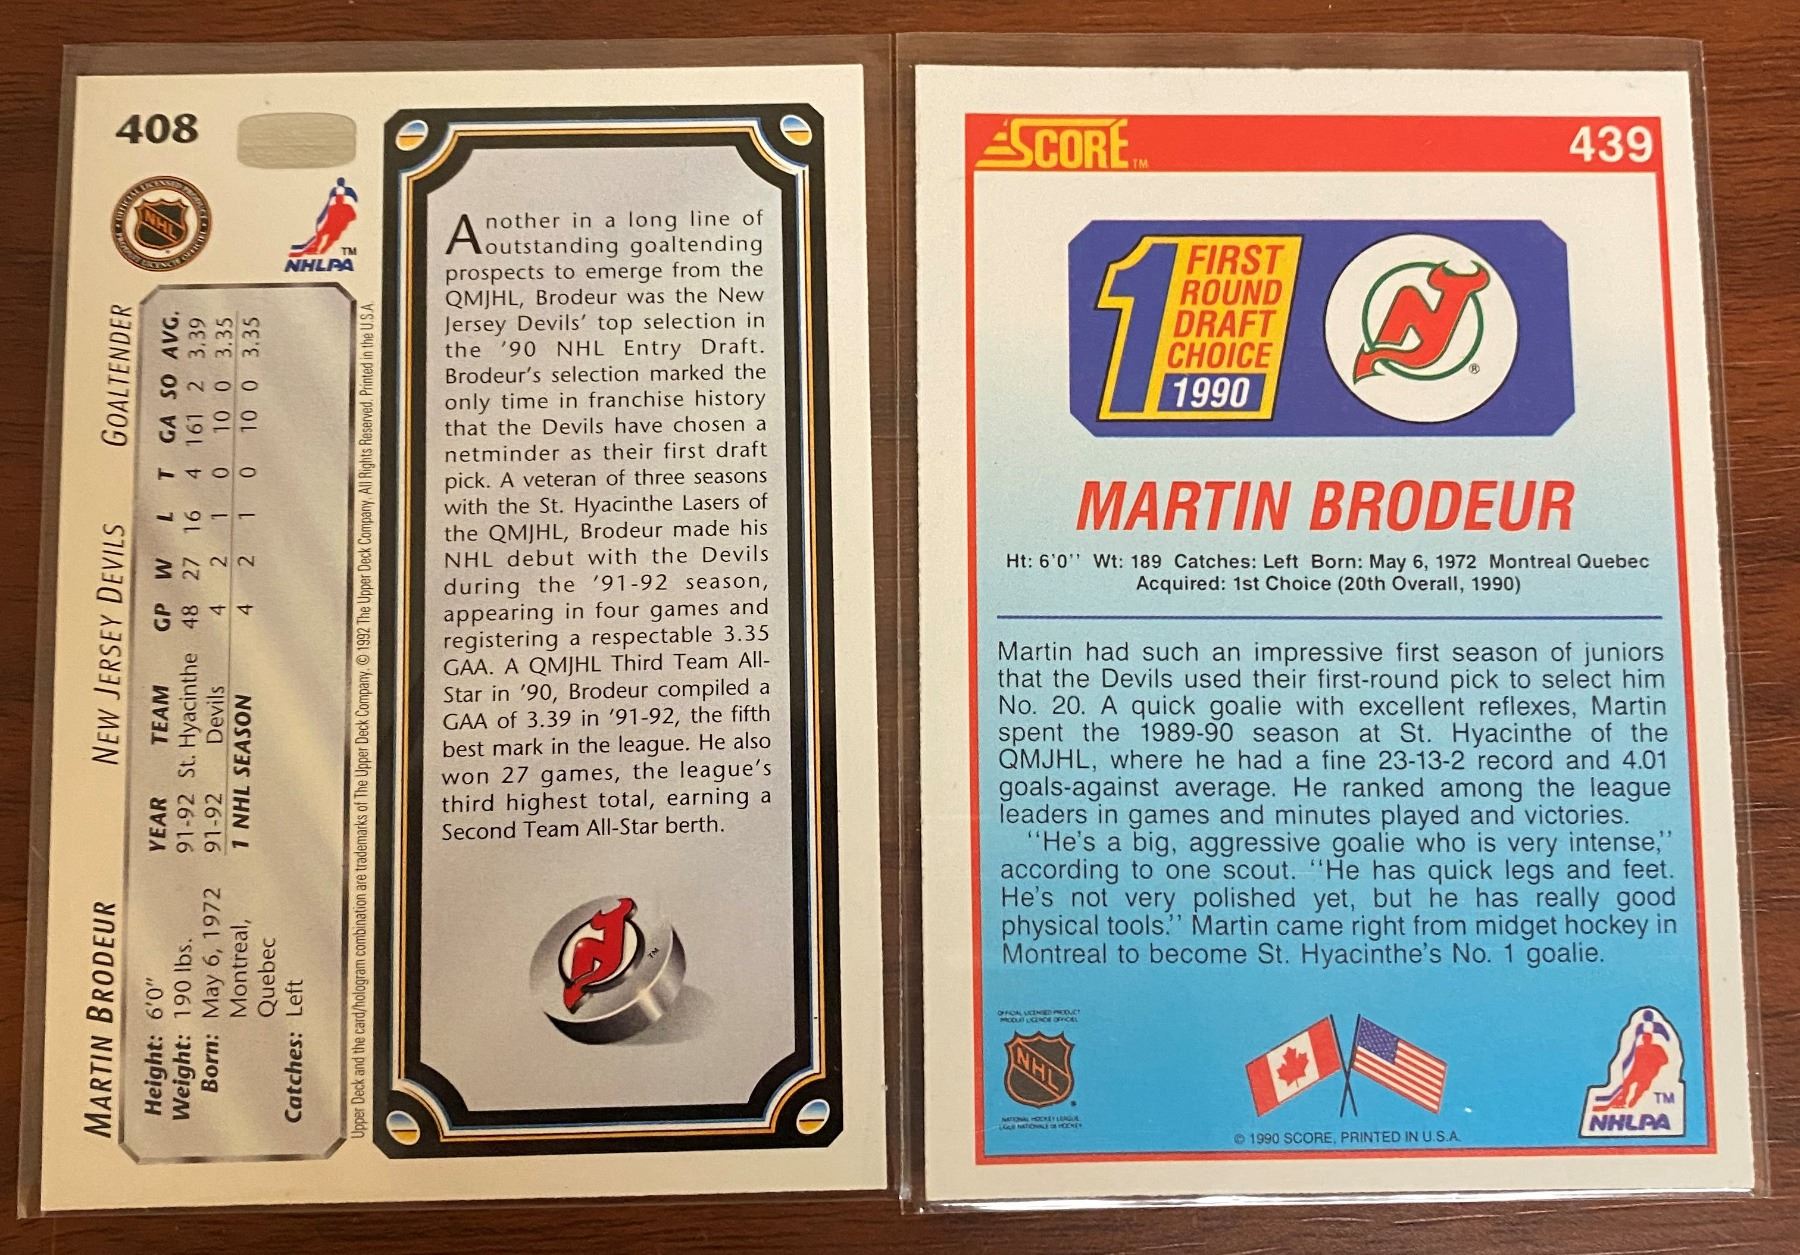 408
NHL
NHLPA
TM
MARTIN BRODEUR NEW JERSEY DEVILS GOALTENDER
Height: 6'0"
Weight: 190 lbs.
Born: May 6, 1972
Montreal,
Quebec
Catches: Left
YEAR TEAM GP W L T GA SO AVG.
91-92 St. Hyacinthe 48 27 16 4 161 2 3.39
91-92 Devils 4 2 1 0 10 0 3.35
1 NHL SEASON 4 2 1 0 10 0 3.35
Upper Deck and the card/hologram combination are trademarks of The Upper Deck Company. © 1992 The Upper Deck Company. All Rights Reserved. Printed in the U.S.A.
Another in a long line of
outstanding goaltending
prospects to emerge from the
QMJHL, Brodeur was the New
Jersey Devils' top selection in
the '90 NHL Entry Draft.
Brodeur's selection marked the
only time in franchise history
that the Devils have chosen a
netminder as their first draft
pick. A veteran of three seasons
with the St. Hyacinthe Lasers of
the QMJHL, Brodeur made his
NHL debut with the Devils
during the '91-92 season,
appearing in four games and
registering a respectable 3.35
GAA. A QMJHL Third Team All-
Star in '90, Brodeur compiled a
GAA of 3.39 in '91-92, the fifth
best mark in the league. He also
won 27 games, the league's
third highest total, earning a
Second Team All-Star berth.
TM
SCORE TM
439
1 FIRST
ROUND
DRAFT
CHOICE
1990
®
MARTIN BRODEUR
Ht: 6'0'' Wt: 189 Catches: Left Born: May 6, 1972 Montreal Quebec
Acquired: 1st Choice (20th Overall, 1990)
Martin had such an impressive first season of juniors
that the Devils used their first-round pick to select him
No. 20. A quick goalie with excellent reflexes, Martin
spent the 1989-90 season at St. Hyacinthe of the
QMJHL, where he had a fine 23-13-2 record and 4.01
goals-against average. He ranked among the league
leaders in games and minutes played and victories.
''He's a big, aggressive goalie who is very intense,''
according to one scout. ''He has quick legs and feet.
He's not very polished yet, but he has really good
physical tools.'' Martin came right from midget hockey in
Montreal to become St. Hyacinthe's No. 1 goalie.
OFFICIAL LICENSED PRODUCT
PRODUIT LICENCIE OFFICIEL
NHL
NATIONAL HOCKEY LEAGUE
LIGUE NATIONALE DE HOCKEY
© 1990 SCORE, PRINTED IN U.S.A.
TM
NHLPA